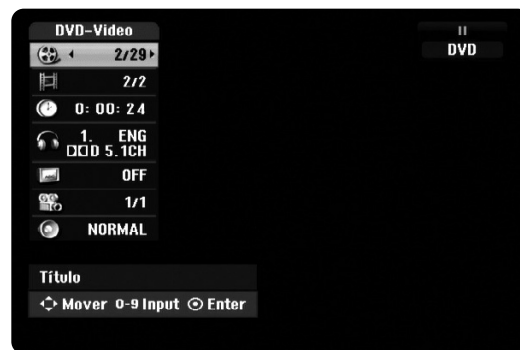 DVD-Video
II
DVD
2/29
2/2
0:00:24
1. ENG
DD D 5.1CH
OFF
1/1
NORMAL
Título
Mover 0-9 Input Enter